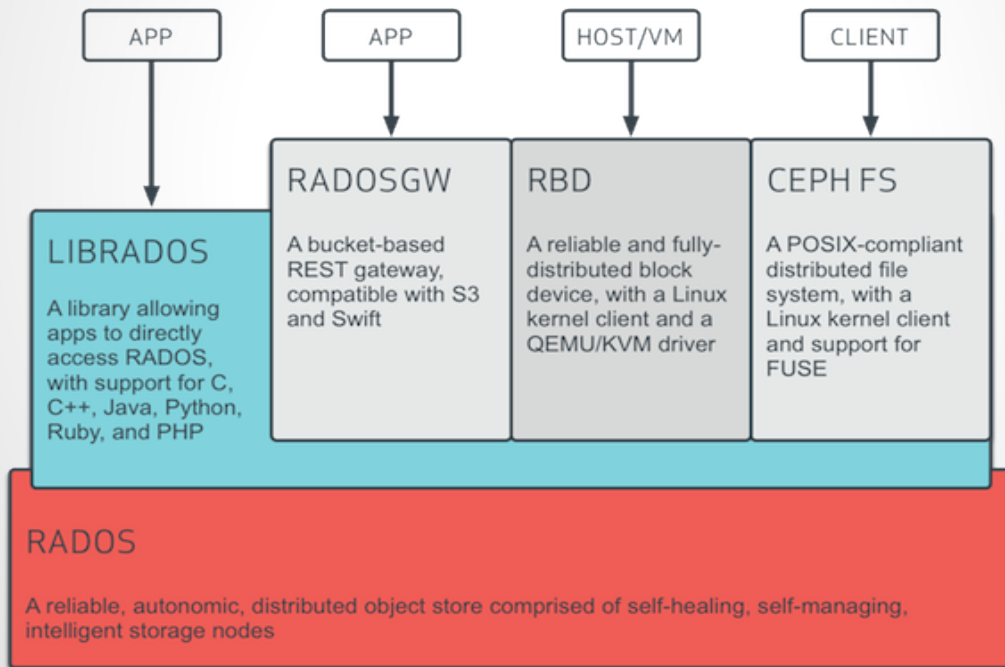 APP
APP
HOST/VM
CLIENT
LIBRADOS
A library allowing
apps to directly
access RADOS,
with support for C,
C++, Java, Python,
Ruby, and PHP
RADOSGW
A bucket-based
REST gateway,
compatible with S3
and Swift
RBD
A reliable and fully-
distributed block
device, with a Linux
kernel client and a
QEMU/KVM driver
CEPH FS
A POSIX-compliant
distributed file
system, with a
Linux kernel client
and support for
FUSE
RADOS
A reliable, autonomic, distributed object store comprised of self-healing, self-managing,
intelligent storage nodes